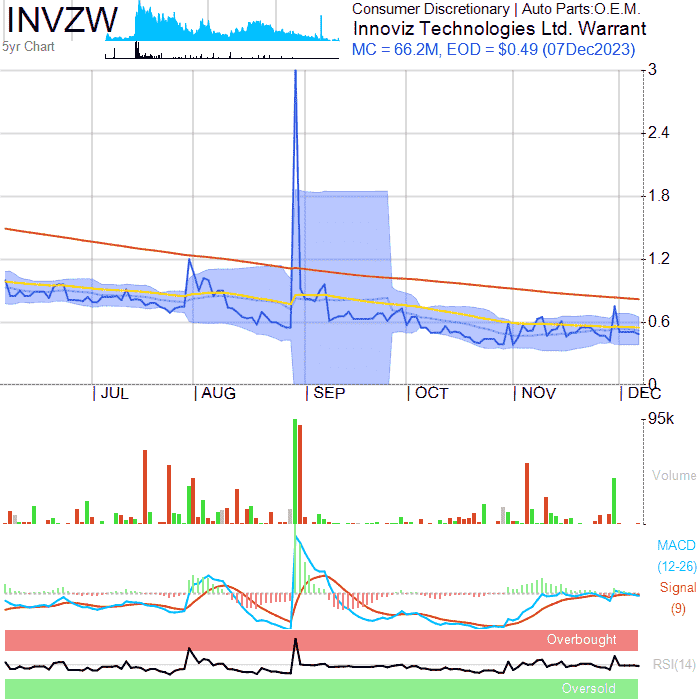 INVZW
5yr Chart
Consumer Discretionary | Auto Parts:O.E.M.
Innoviz Technologies Ltd. Warrant
MC = 66.2M, EOD = $0.49 (07Dec2023)
3
2.4
1.8
1.2
0.6
0
JUL AUG SEP OCT NOV DEC
95k
Volume
MACD
(12-26)
Signal
(9)
Overbought
RSI(14)
Oversold